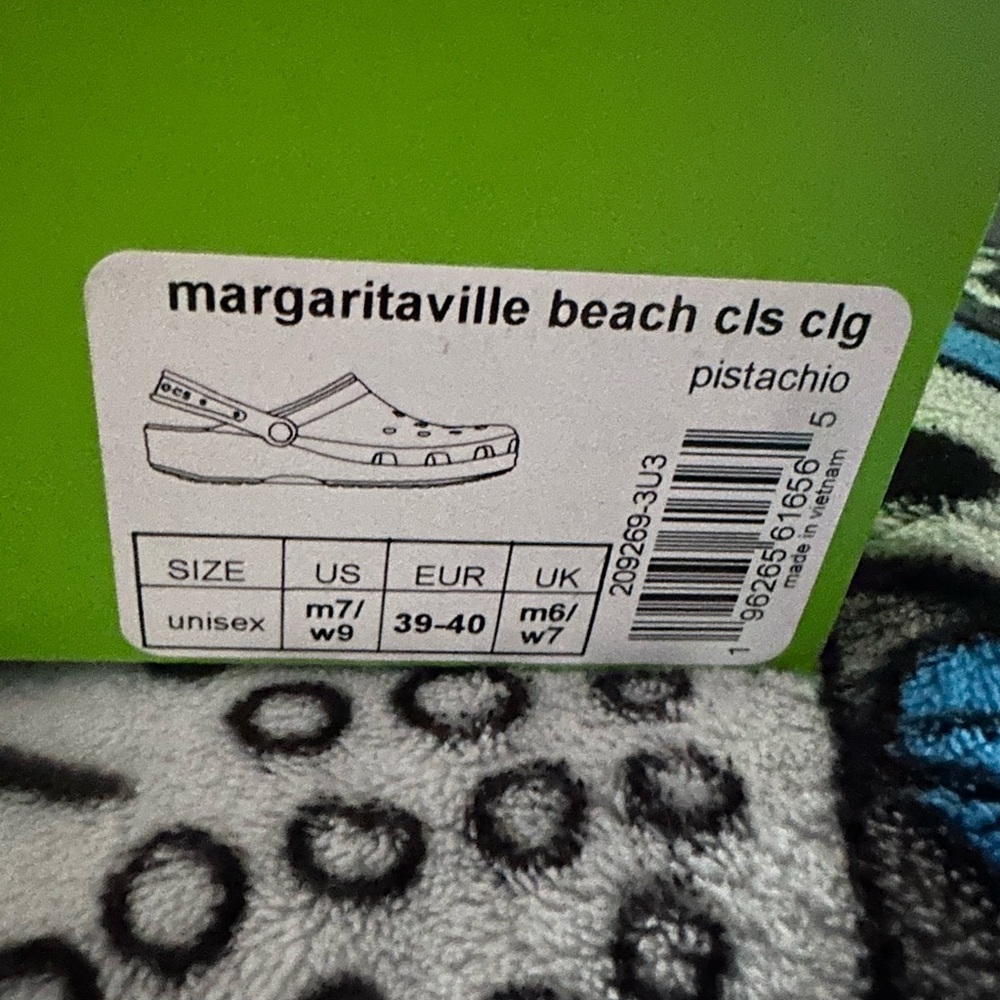 margaritaville beach cls clg
pistachio
ocs
SIZE US EUR UK
unisex m7/ w9 39-40 m6/ w7
209269-3U3
1 96265 61656 5
made in vietnam